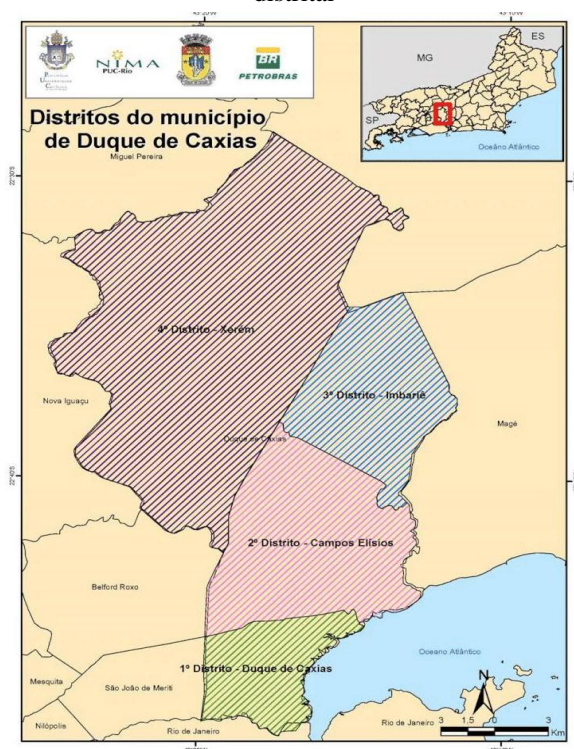 distrital
MG
ES
SP
Oceâno Atlântico
NIMA
PUC-Rio
BR
PETROBRAS
Distritos do município
de Duque de Caxias
Miguel Pereira
4º Distrito - Xerém
3º Distrito - Imbariê
Nova Iguaçu
Magé
Duque de Caxias
2º Distrito - Campos Elísios
Belford Roxo
Oceano Atlântico
1º Distrito - Duque de Caxias
Mesquita
São João de Meriti
N
Nilópolis
Rio de Janeiro
Rio de Janeiro
3 1,5 0 3
Km